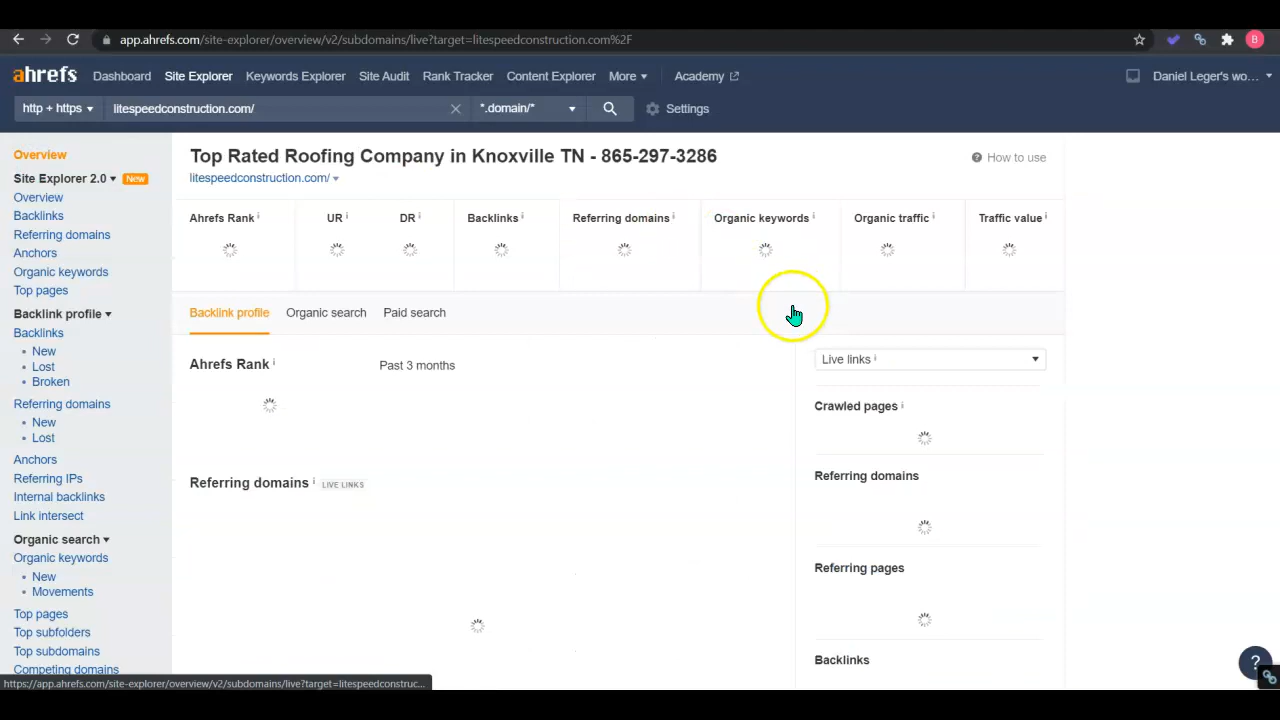 app.ahrefs.com/site-explorer/overview/v2/subdomains/live?target=litespeedconstruction.com%2F
B
ahrefs Dashboard Site Explorer Keywords Explorer Site Audit Rank Tracker Content Explorer More Academy Daniel Leger's wo...
http + https litespeedconstruction.com/ *.domain/* Settings
Overview
Site Explorer 2.0 New
Overview
Backlinks
Referring domains
Anchors
Organic keywords
Top pages
Backlink profile
Backlinks
New
Lost
Broken
Referring domains
New
Lost
Anchors
Referring IPs
Internal backlinks
Link intersect
Organic search
Organic keywords
New
Movements
Top pages
Top subfolders
Top subdomains
Competing domains
Top Rated Roofing Company in Knoxville TN - 865-297-3286
How to use
litespeedconstruction.com/
Ahrefs Rank UR DR Backlinks Referring domains Organic keywords Organic traffic Traffic value
Backlink profile Organic search Paid search
Ahrefs Rank Past 3 months
Referring domains LIVE LINKS
Live links
Crawled pages
Referring domains
Referring pages
Backlinks
?
https://app.ahrefs.com/site-explorer/overview/v2/subdomains/live?target=litespeedconstruc...